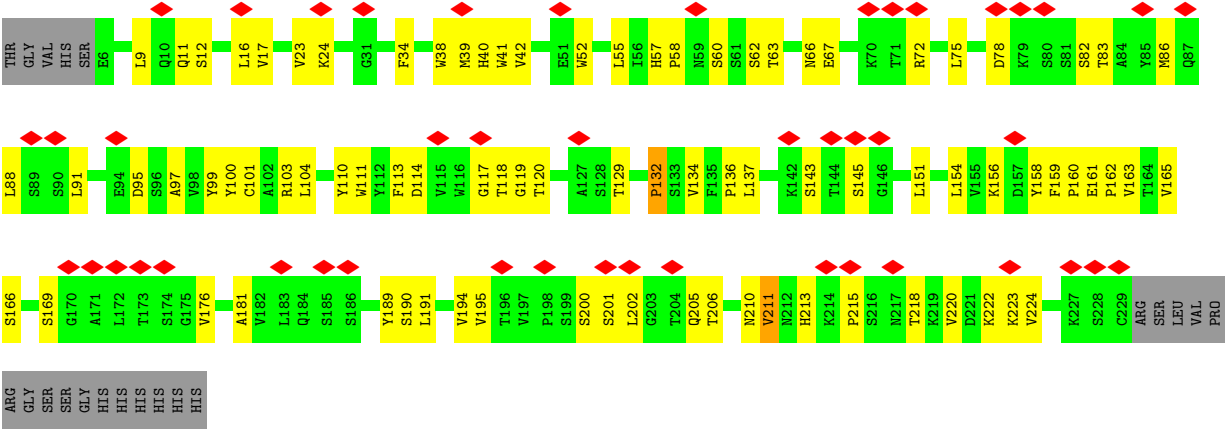 THR GLY VAL HIS SER E6 L9 Q10 Q11 S12 L16 V17 V23 K24 G31 F34 W38 M39 H40 W41 V42 E51 W52 L55 I56 H57 P58 N59 S60 S61 S62 T63 N66 E67 K70 T71 R72 L75 D78 K79 S80 S81 S82 T83 A84 Y85 M86 Q87
L88 S89 S90 L91 E94 D95 S96 A97 V98 Y99 Y100 C101 A102 R103 L104 Y110 W111 Y112 F113 D114 V115 W116 G117 T118 G119 T120 A127 S128 T129 P132 S133 V134 F135 P136 L137 K142 S143 T144 S145 G146 L151 L154 V155 K156 D157 Y158 F159 P160 E161 P162 V163 T164 V165
S166 S169 G170 A171 L172 T173 S174 G175 V176 A181 V182 L183 Q184 S185 S186 Y189 S190 L191 V194 V195 T196 V197 P198 S199 S200 S201 L202 G203 T204 Q205 T206 N210 V211 N212 H213 K214 P215 S216 N217 T218 K219 V220 D221 K222 K223 V224 K227 S228 C229 ARG SER LEU VAL PRO
ARG GLY SER SER GLY HIS HIS HIS HIS HIS HIS